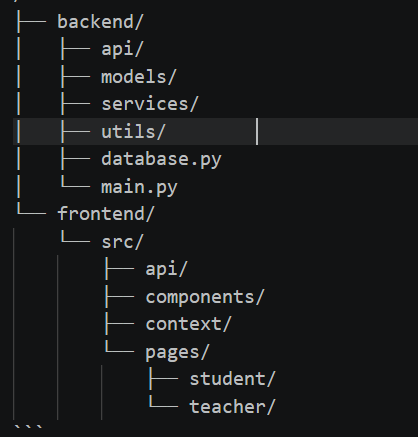 ├── backend/
│   ├── api/
│   ├── models/
│   ├── services/
│   ├── utils/
│   ├── database.py
│   └── main.py
└── frontend/
    └── src/
        ├── api/
        ├── components/
        ├── context/
        └── pages/
            ├── student/
            └── teacher/
```